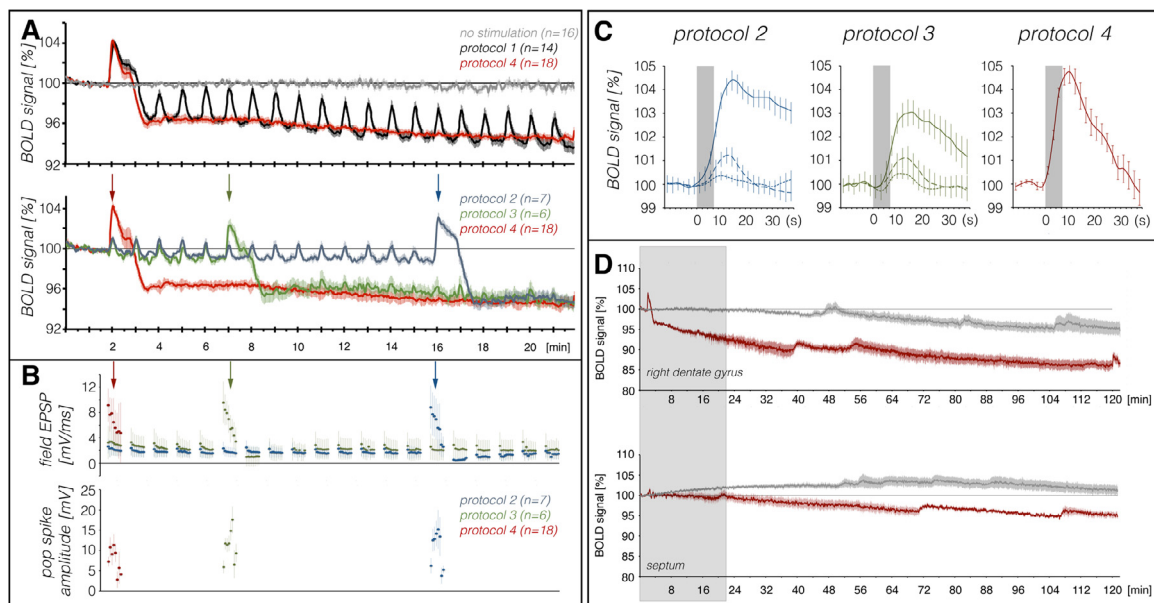 A
BOLD signal [%]
104
100
96
92
no stimulation (n=16)
protocol 1 (n=14)
protocol 4 (n=18)
BOLD signal [%]
104
100
96
92
protocol 2 (n=7)
protocol 3 (n=6)
protocol 4 (n=18)
0 2 4 6 8 10 12 14 16 18 20 [min]
B
field EPSP
[mV/ms]
12
8
4
0
pop spike
amplitude [mV]
25
20
15
10
5
0
protocol 2 (n=7)
protocol 3 (n=6)
protocol 4 (n=18)
C
protocol 2 protocol 3 protocol 4
BOLD signal [%]
105
104
103
102
101
100
99
0 10 20 30 (s)
105
104
103
102
101
100
99
0 10 20 30 (s)
105
104
103
102
101
100
99
0 10 20 30 (s)
D
BOLD signal [%]
110
105
100
95
90
85
80
right dentate gyrus
8 16 24 32 40 48 56 64 72 80 88 96 104 112 120 [min]
BOLD signal [%]
110
105
100
95
90
85
80
septum
8 16 24 32 40 48 56 64 72 80 88 96 104 112 120 [min]